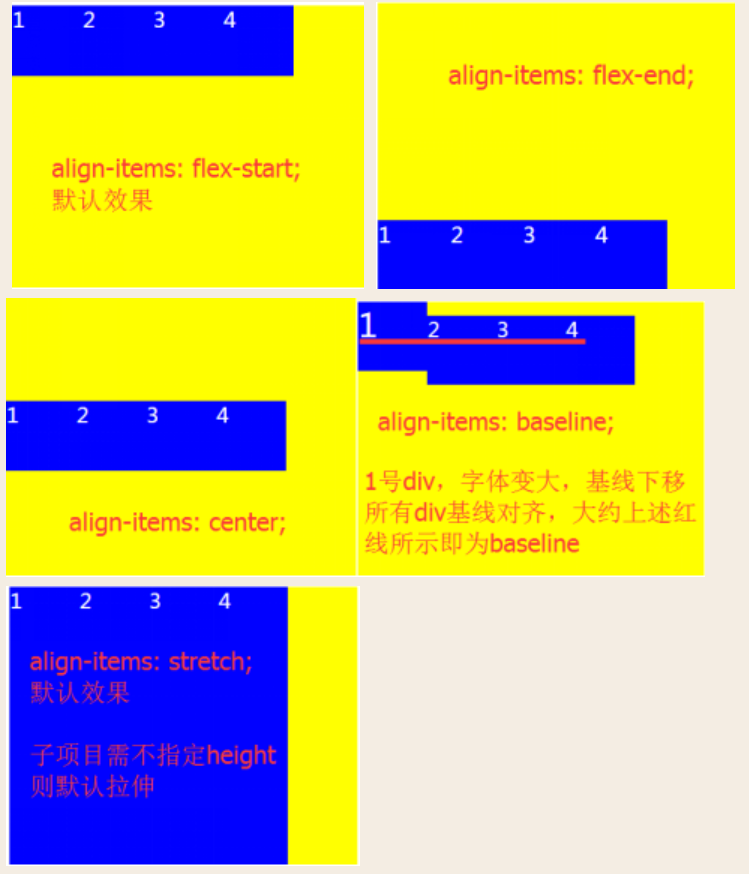 1 2 3 4
align-items: flex-start;
默认效果
align-items: flex-end;
1 2 3 4
1 2 3 4
align-items: center;
1 2 3 4
align-items: baseline;
1号div，字体变大，基线下移
所有div基线对齐，大约上述红
线所示即为baseline
1 2 3 4
align-items: stretch;
默认效果
子项目需不指定height
则默认拉伸